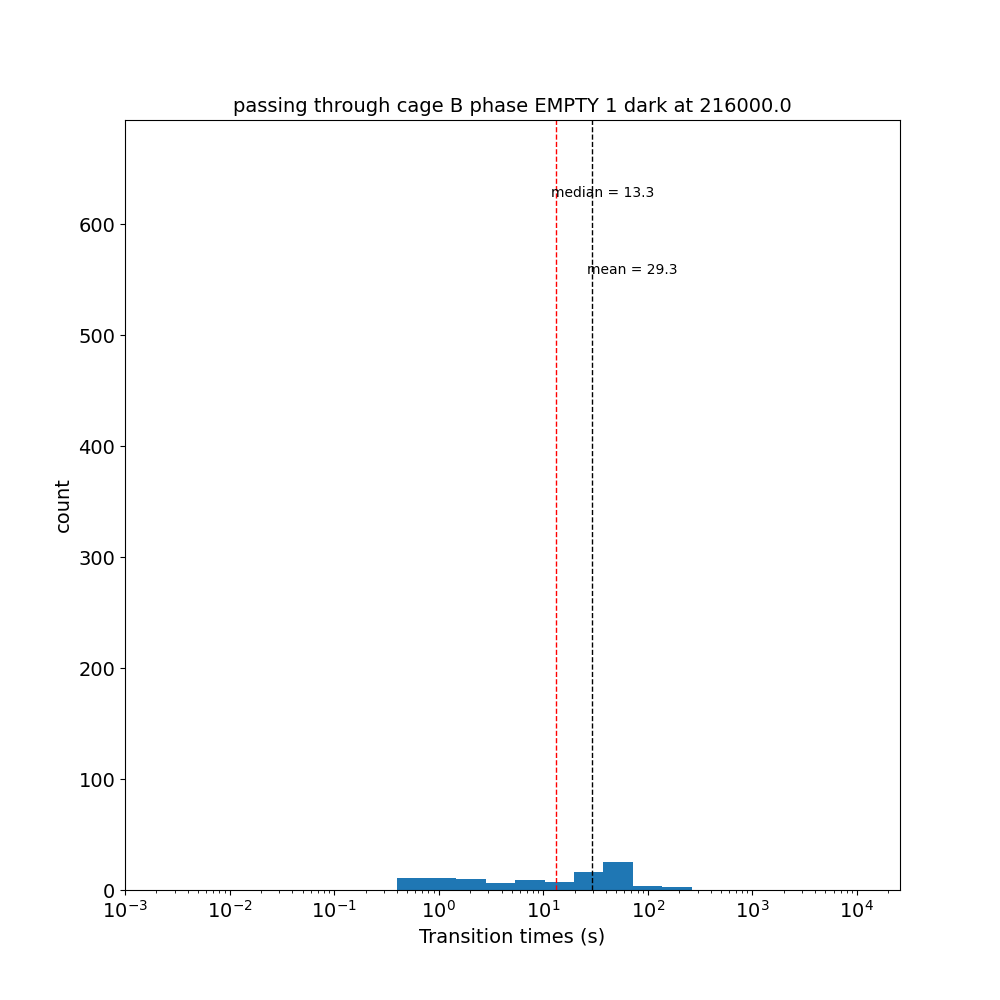 passing through cage B phase EMPTY 1 dark at 216000.0
median = 13.3
mean = 29.3
600
500
400
300
200
100
0
count
10⁻³ 10⁻² 10⁻¹ 10⁰ 10¹ 10² 10³ 10⁴
Transition times (s)